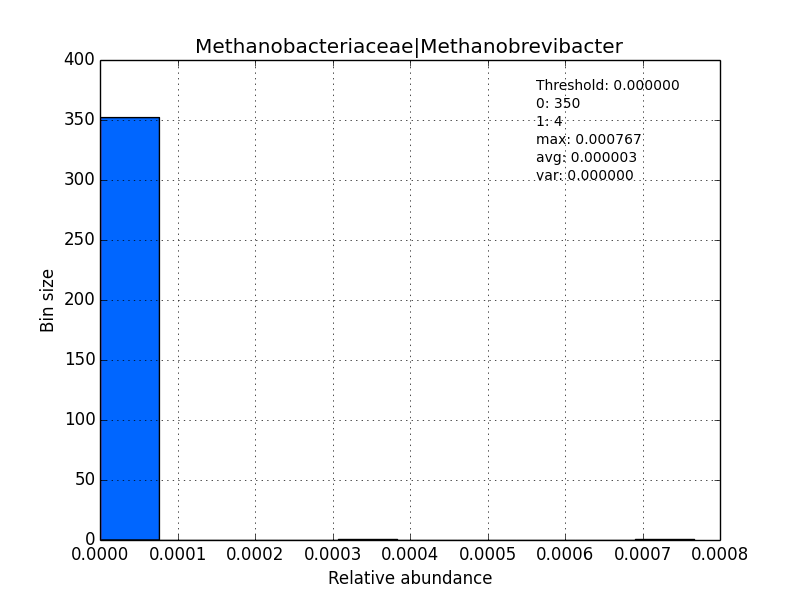 Methanobacteriaceae|Methanobrevibacter
400
350
300
250
200
150
100
50
0
Bin size
Threshold: 0.000000
0: 350
1: 4
max: 0.000767
avg: 0.000003
var: 0.000000
0.0000 0.0001 0.0002 0.0003 0.0004 0.0005 0.0006 0.0007 0.0008
Relative abundance